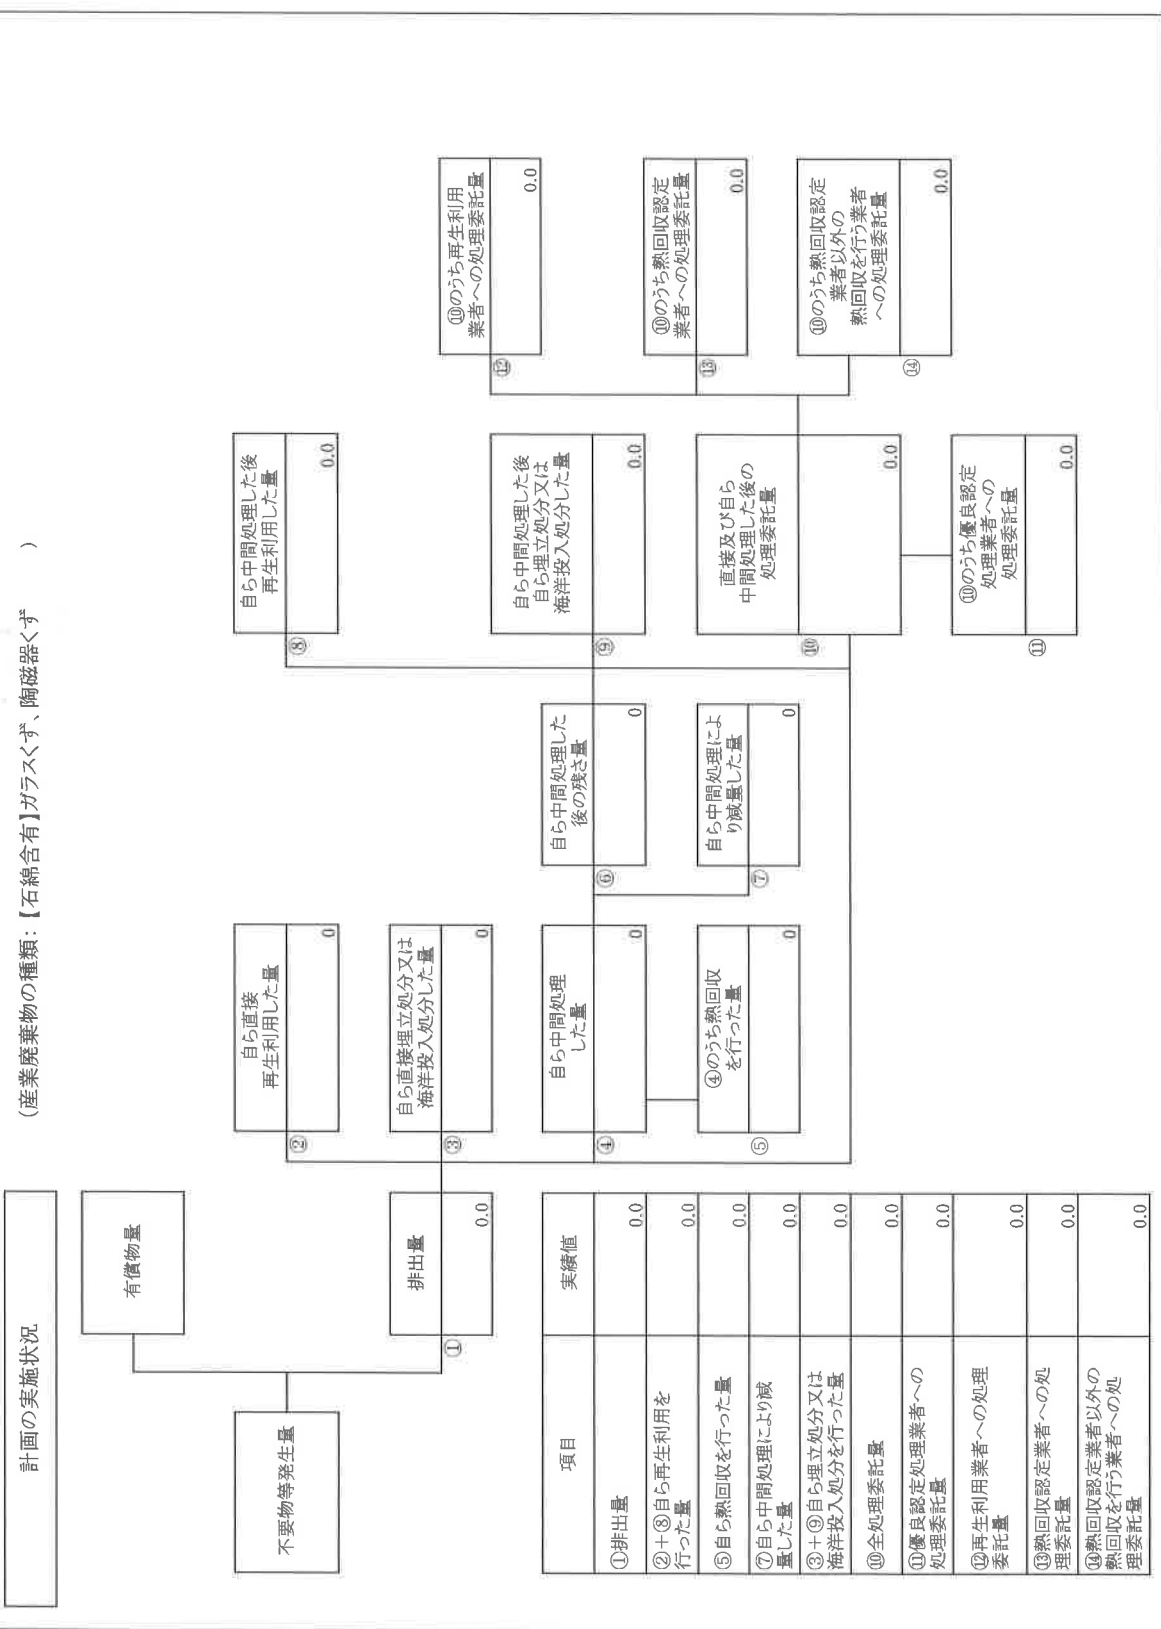 計画の実施状況
(産業廃棄物の種類：【石綿含有】ガラスくず、陶磁器くず )
不要物等発生量
有償物量
①
排出量
0.0
②
自ら直接
再生利用した量
0
③
自ら直接埋立処分又は
海洋投入処分した量
0
④
自ら中間処理
した量
0
⑤
④のうち熱回収
を行った量
0
⑥
自ら中間処理した
後の残さ量
0
⑦
自ら中間処理によ
り減量した量
0
⑧
自ら中間処理した後
再生利用した量
0.0
⑨
自ら中間処理した後
自ら埋立処分又は
海洋投入処分した量
0.0
⑩
直接及び自ら
中間処理した後の
処理委託量
0.0
⑪
⑩のうち優良認定
処理業者への
処理委託量
0.0
⑫
⑩のうち再生利用
業者への処理委託量
0.0
⑬
⑩のうち熱回収認定
業者への処理委託量
0.0
⑭
⑩のうち熱回収認定
業者以外の
熱回収を行う業者
への処理委託量
0.0
項目 実績値
①排出量 0.0
②＋⑧自ら再生利用を
行った量 0.0
⑤自ら熱回収を行った量 0.0
⑦自ら中間処理により減
量した量 0.0
③＋⑨自ら埋立処分又は
海洋投入処分を行った量 0.0
⑩全処理委託量 0.0
⑪優良認定処理業者への
処理委託量 0.0
⑫再生利用業者への処理
委託量 0.0
⑬熱回収認定業者への処
理委託量 0.0
⑭熱回収認定業者以外の
熱回収を行う業者への処
理委託量 0.0